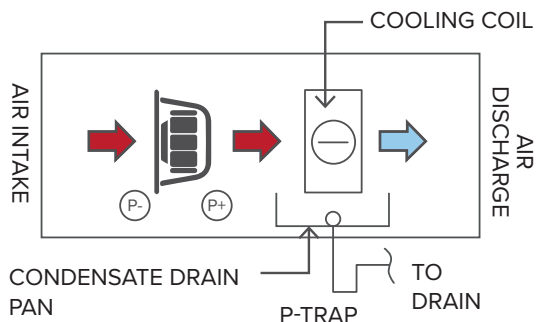 COOLING COIL
AIR INTAKE
P-
P+
AIR
DISCHARGE
CONDENSATE DRAIN
PAN
P-TRAP
TO
DRAIN